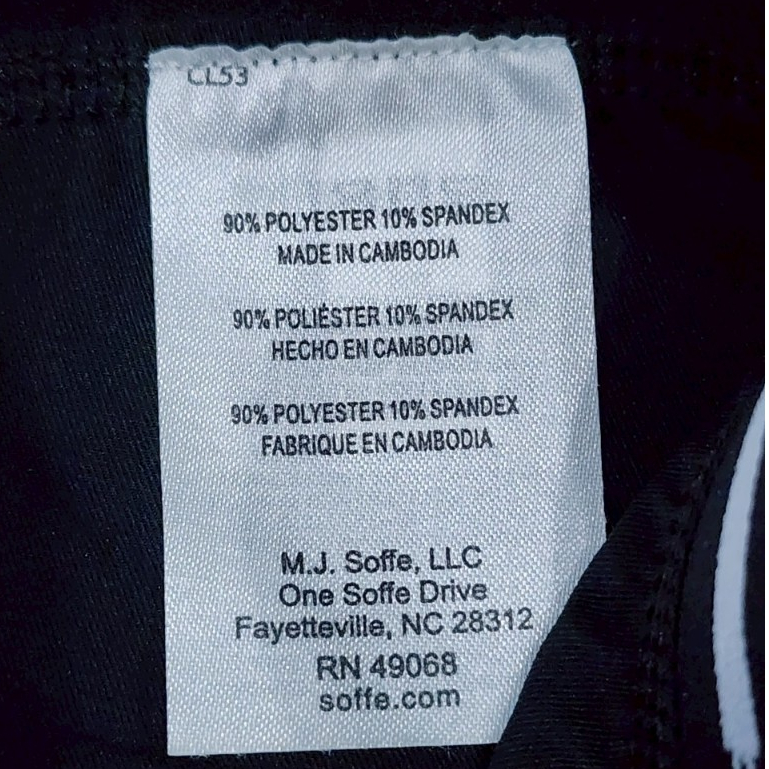 CL53
90% POLYESTER 10% SPANDEX
MADE IN CAMBODIA
90% POLIÉSTER 10% SPANDEX
HECHO EN CAMBODIA
90% POLYESTER 10% SPANDEX
FABRIQUE EN CAMBODIA
M.J. Soffe, LLC
One Soffe Drive
Fayetteville, NC 28312
RN 49068
soffe.com